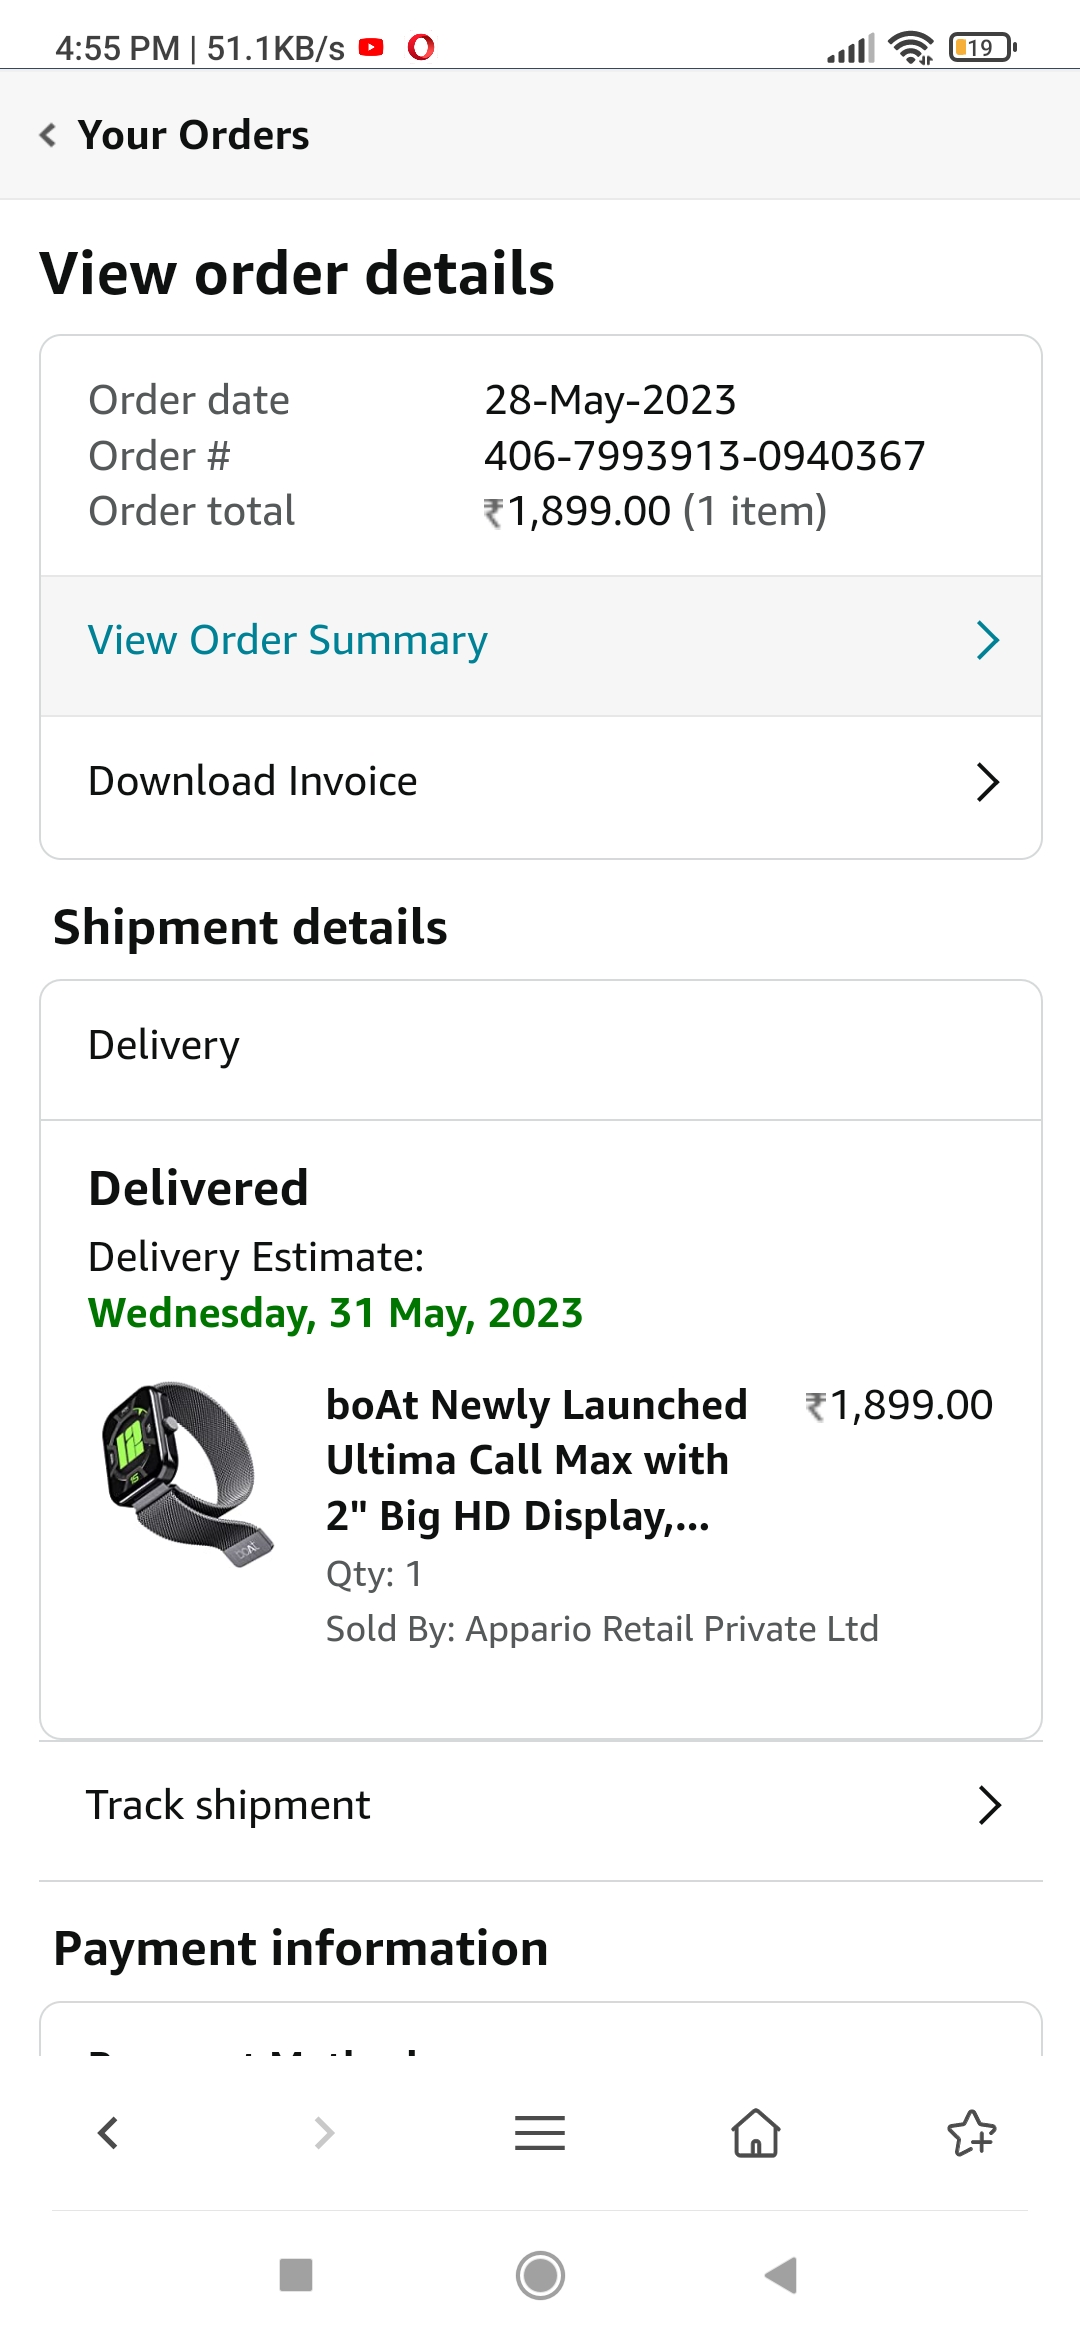 4:55 PM | 51.1KB/s
19
Your Orders
View order details
Order date 28-May-2023
Order # 406-7993913-0940367
Order total ₹1,899.00 (1 item)
View Order Summary
Download Invoice
Shipment details
Delivery
Delivered
Delivery Estimate:
Wednesday, 31 May, 2023
boAt Newly Launched ₹1,899.00
Ultima Call Max with
2" Big HD Display,...
Qty: 1
Sold By: Appario Retail Private Ltd
12
15
boAt
Track shipment
Payment information